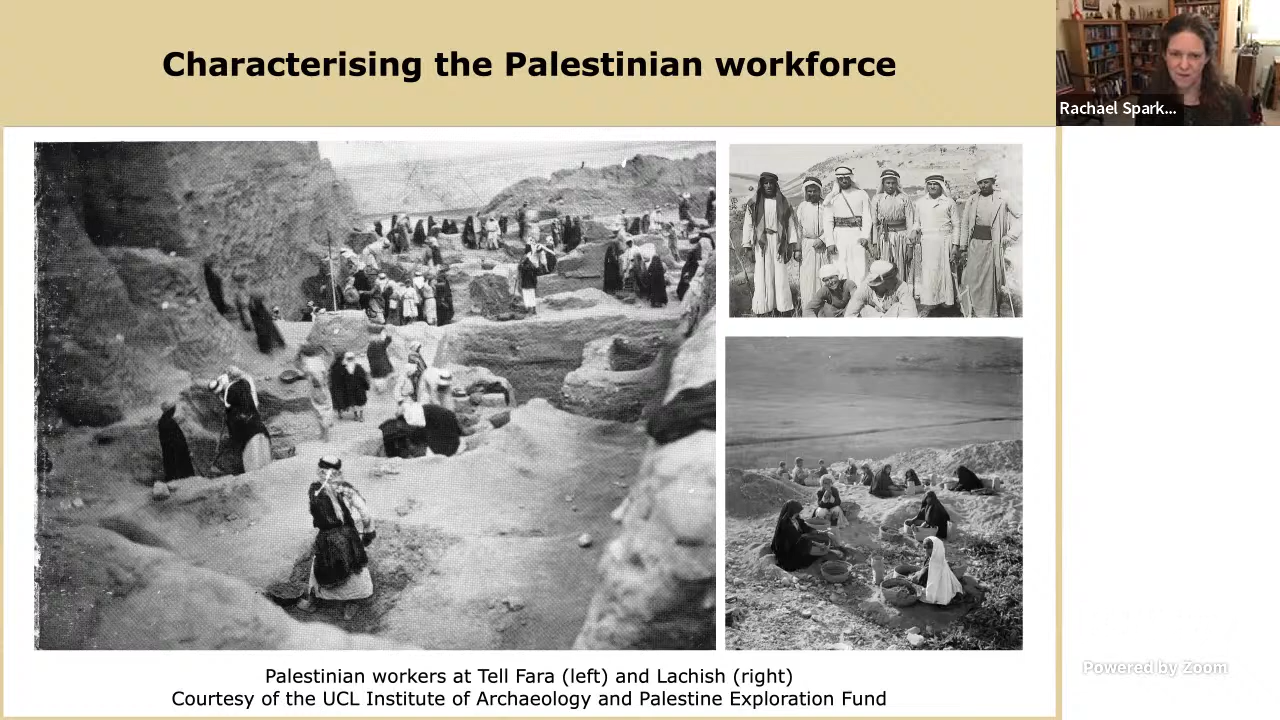 Characterising the Palestinian workforce
Rachael Spark...
Palestinian workers at Tell Fara (left) and Lachish (right)
Courtesy of the UCL Institute of Archaeology and Palestine Exploration Fund
Powered by Zoom